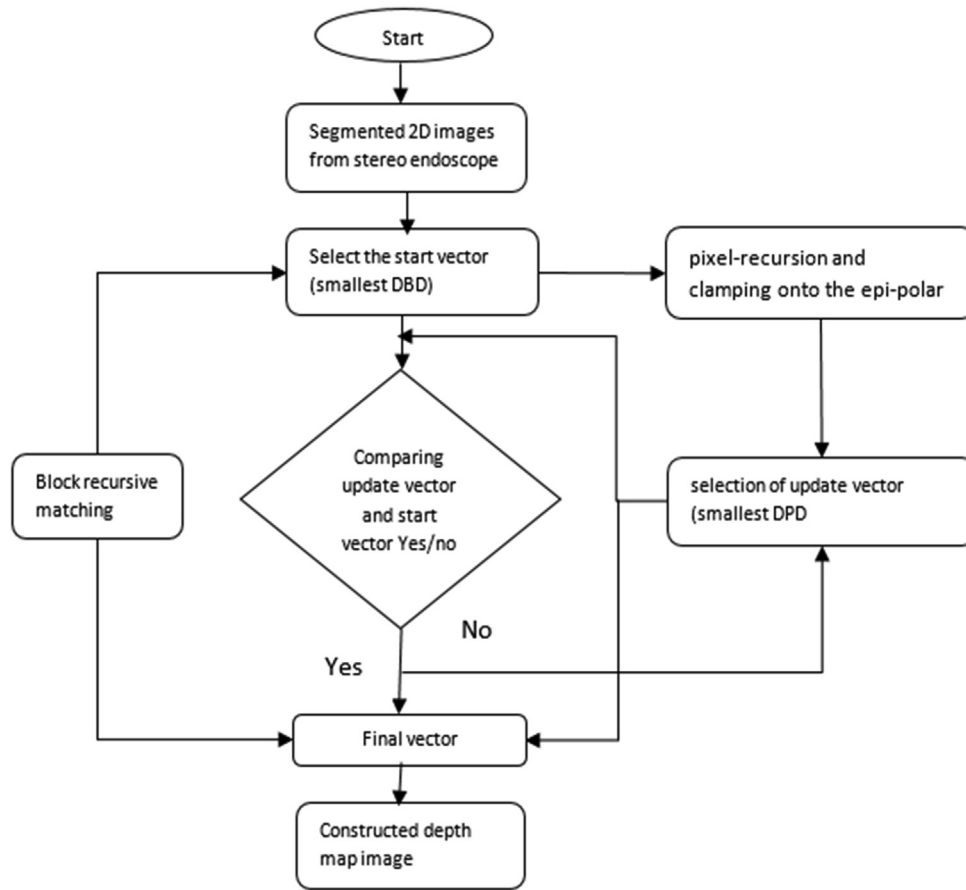 Start
Segmented 2D images
from stereo endoscope
Select the start vector
(smallest DBD)
pixel-recursion and
clamping onto the epi-polar
Comparing
update vector
and start
vector Yes/no
Block recursive
matching
selection of update vector
(smallest DPD
No
Yes
Final vector
Constructed depth
map image